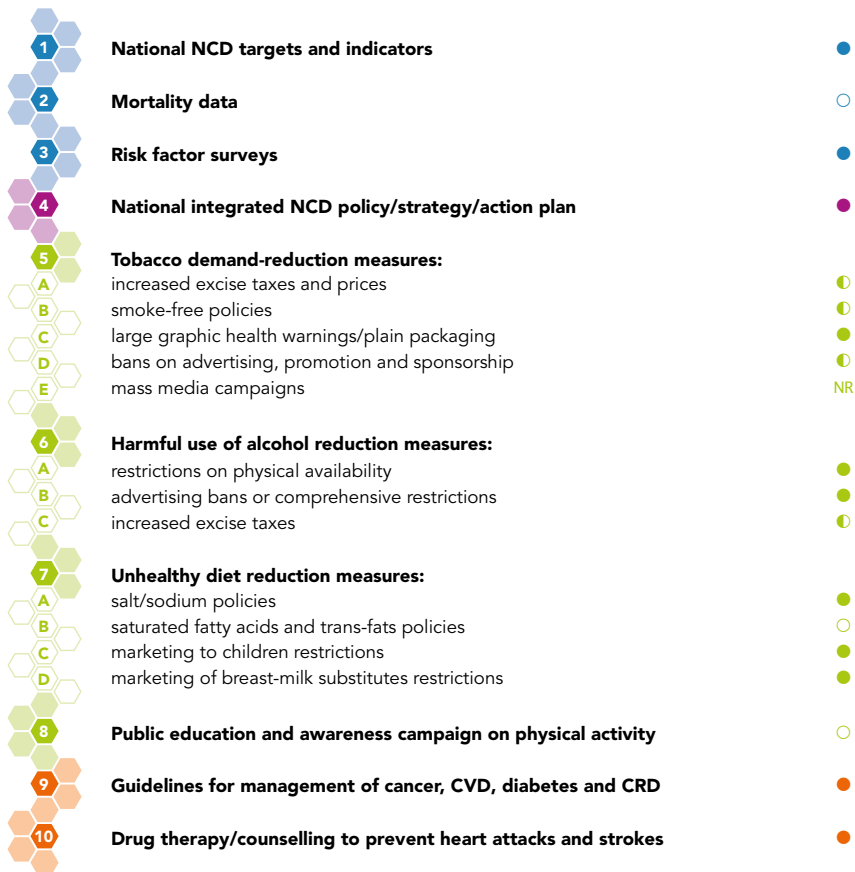 1 National NCD targets and indicators ●
2 Mortality data ○
3 Risk factor surveys ●
4 National integrated NCD policy/strategy/action plan ●
5 Tobacco demand-reduction measures:
A increased excise taxes and prices ◐
B smoke-free policies ◐
C large graphic health warnings/plain packaging ●
D bans on advertising, promotion and sponsorship ◐
E mass media campaigns NR
6 Harmful use of alcohol reduction measures:
A restrictions on physical availability ●
B advertising bans or comprehensive restrictions ●
C increased excise taxes ◐
7 Unhealthy diet reduction measures:
A salt/sodium policies ●
B saturated fatty acids and trans-fats policies ○
C marketing to children restrictions ●
D marketing of breast-milk substitutes restrictions ●
8 Public education and awareness campaign on physical activity ○
9 Guidelines for management of cancer, CVD, diabetes and CRD ●
10 Drug therapy/counselling to prevent heart attacks and strokes ●